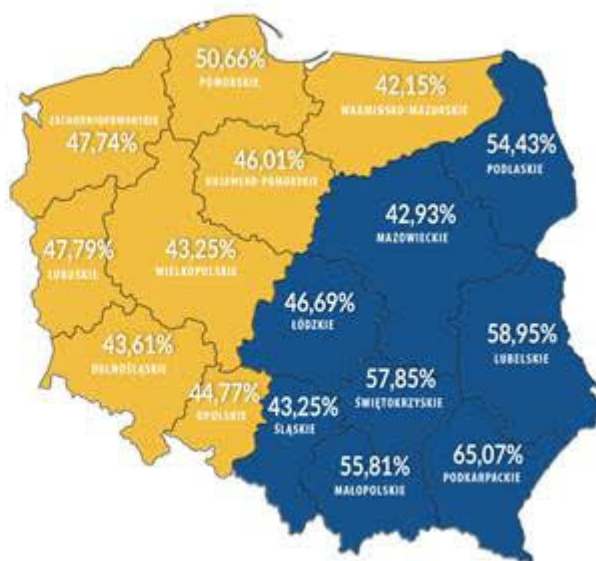 50,66%
POMORSKIE
42,15%
WARMIŃSKO-MAZURSKIE
ZACHODNIOPOMORSKIE
47,74%
46,01%
KUJAWSKO-POMORSKIE
54,43%
PODLASKIE
42,93%
MAZOWIECKIE
47,79%
LUBUSKIE
43,25%
WIELKOPOLSKIE
46,69%
ŁÓDZKIE
58,95%
LUBELSKIE
43,61%
DOLNOŚLĄSKIE
44,77%
OPOLSKIE
43,25%
ŚLĄSKIE
57,85%
ŚWIĘTOKRZYSKIE
55,81%
MAŁOPOLSKIE
65,07%
PODKARPACKIE